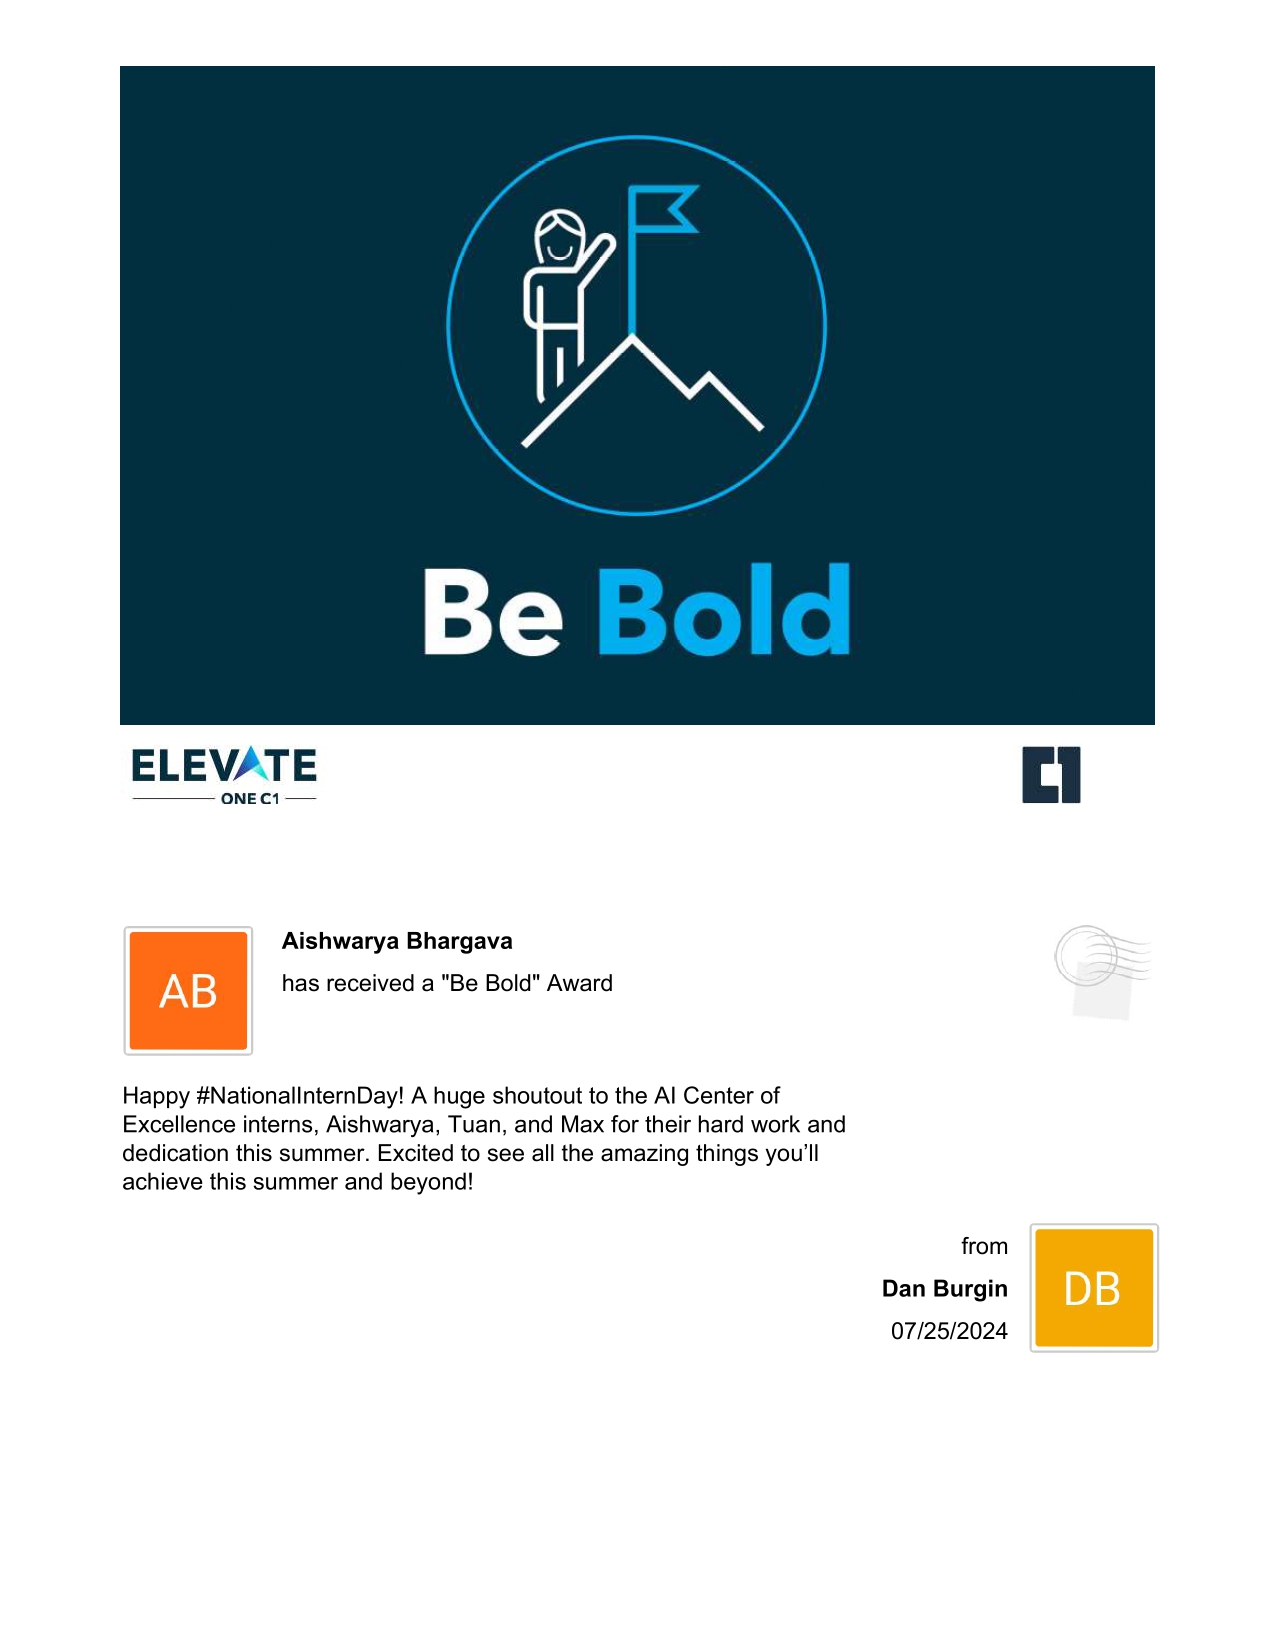 Be Bold
ELEVATE
ONE C1
C1
AB
Aishwarya Bhargava
has received a "Be Bold" Award
Happy #NationalInternDay! A huge shoutout to the AI Center of
Excellence interns, Aishwarya, Tuan, and Max for their hard work and
dedication this summer. Excited to see all the amazing things you’ll
achieve this summer and beyond!
from
Dan Burgin
07/25/2024
DB